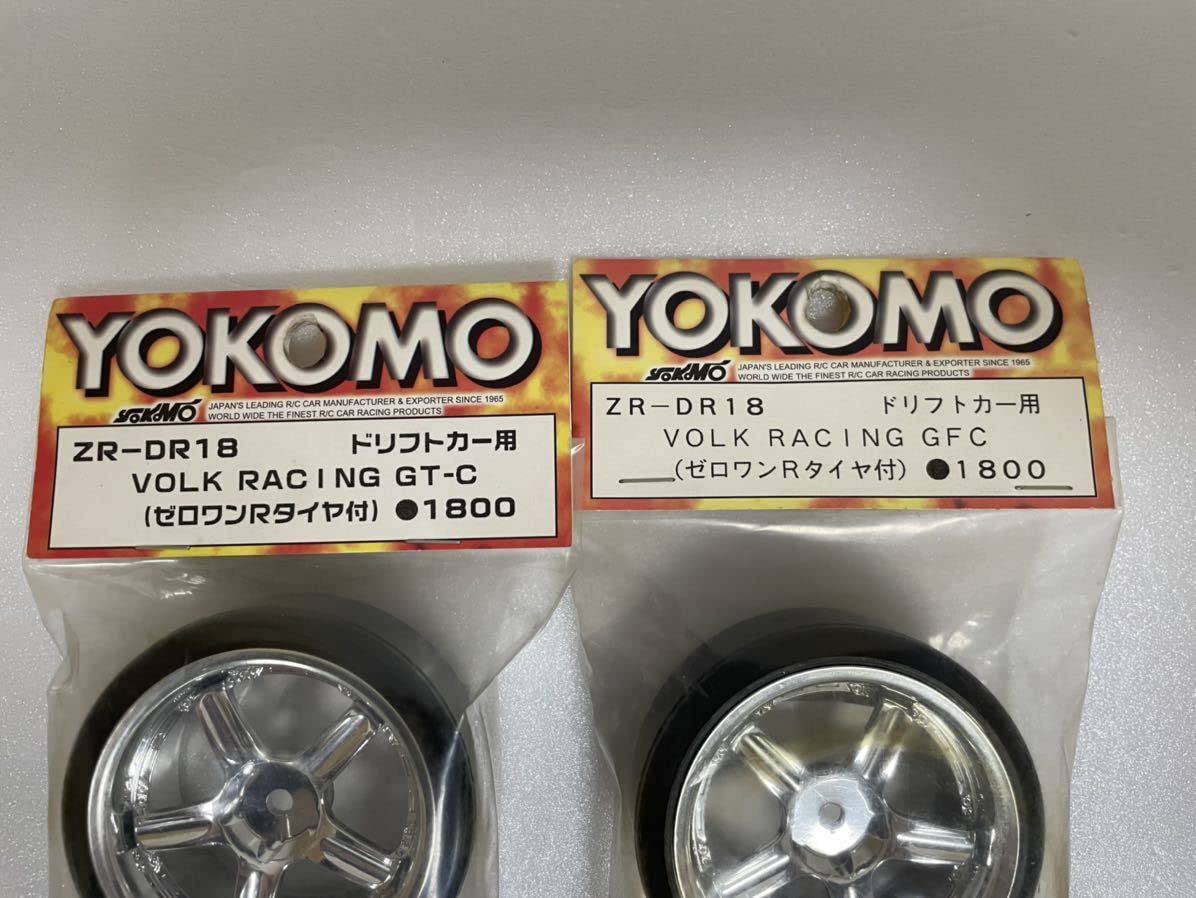 YOKOMO
YOKOMO
JAPAN'S LEADING R/C CAR MANUFACTURER & EXPORTER SINCE 1965
WORLD WIDE THE FINEST R/C CAR RACING PRODUCTS
ZR-DR18 ドリフトカー用
VOLK RACING GT-C
(ゼロワンRタイヤ付) ●1800
YOKOMO
YOKOMO
JAPAN'S LEADING R/C CAR MANUFACTURER & EXPORTER SINCE 1965
WORLD WIDE THE FINEST R/C CAR RACING PRODUCTS
ZR-DR18 ドリフトカー用
VOLK RACING GFC
(ゼロワンRタイヤ付) ●1800